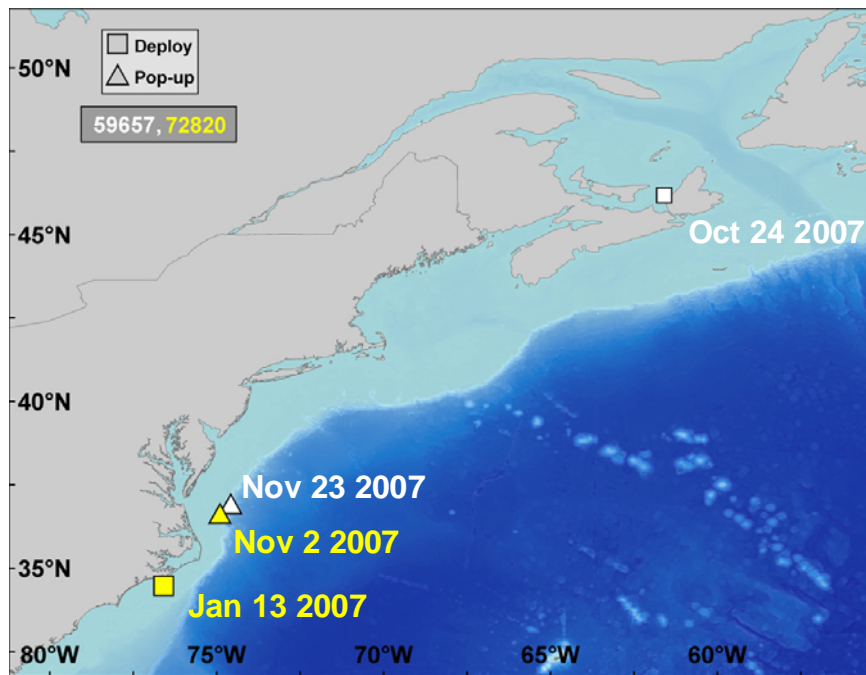 50°N
Deploy
Pop-up
59657, 72820
45°N
Oct 24 2007
40°N
Nov 23 2007
Nov 2 2007
35°N
Jan 13 2007
80°W 75°W 70°W 65°W 60°W